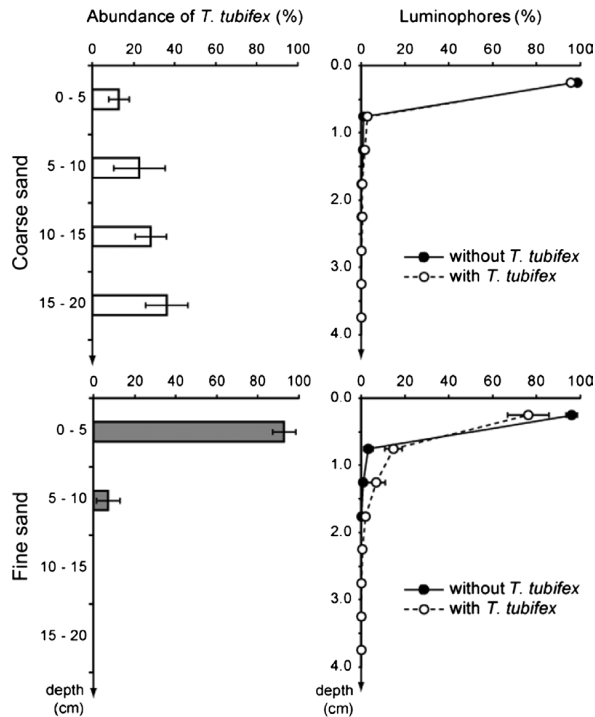 Abundance of T. tubifex (%)
0 20 40 60 80 100
Coarse sand
0 - 5
5 - 10
10 - 15
15 - 20
Luminophores (%)
0 20 40 60 80 100
0.0
1.0
2.0
3.0
4.0
without T. tubifex
with T. tubifex
0 20 40 60 80 100
Fine sand
0 - 5
5 - 10
10 - 15
15 - 20
depth
(cm)
0 20 40 60 80 100
0.0
1.0
2.0
3.0
4.0
without T. tubifex
with T. tubifex
depth
(cm)